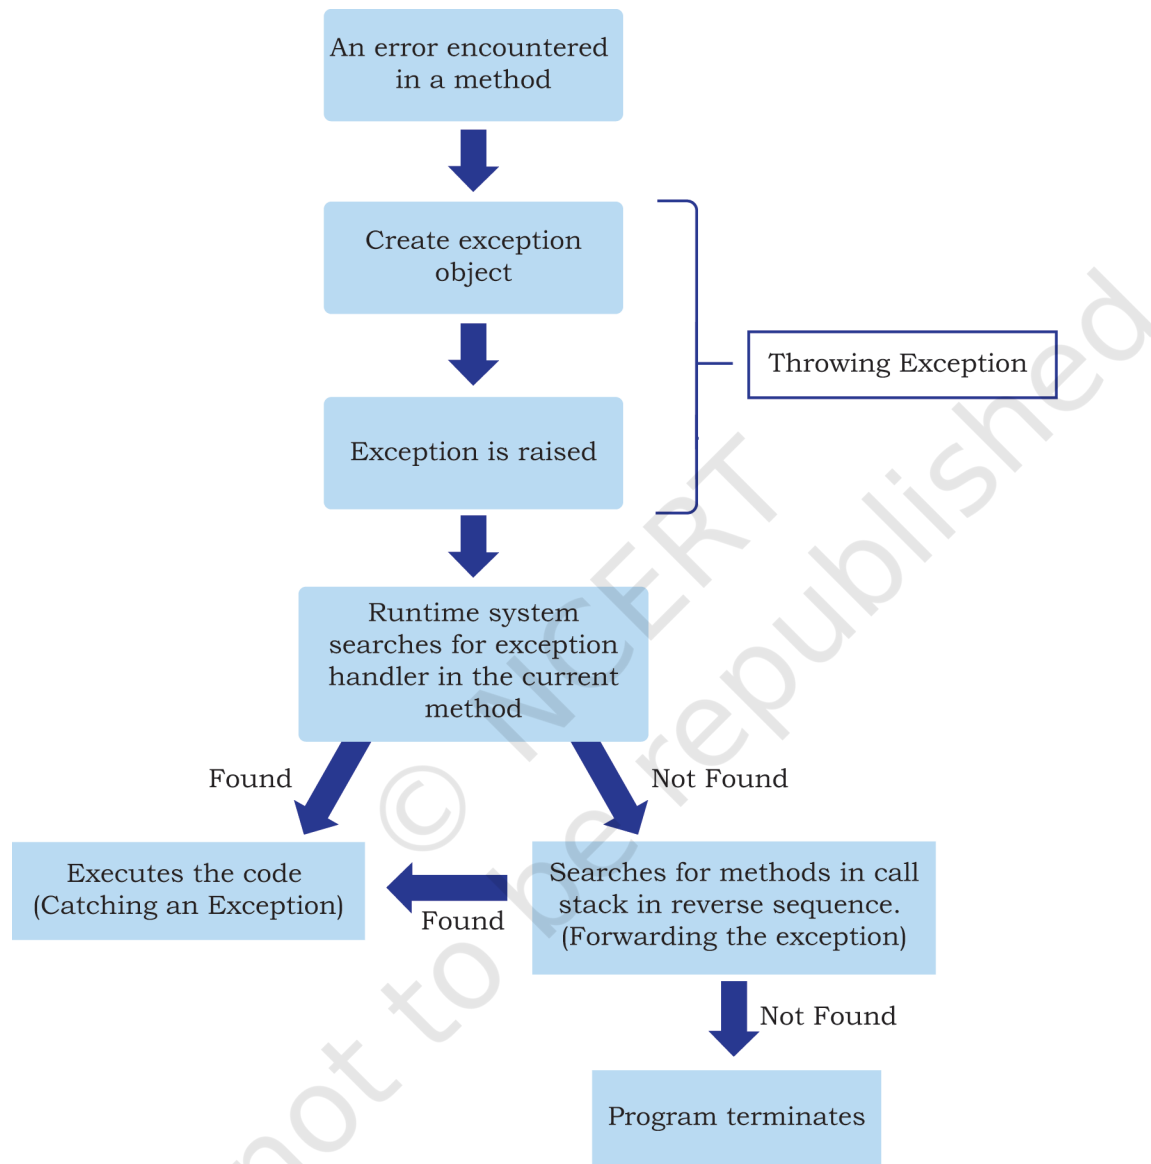 An error encountered
in a method
Create exception
object
Throwing Exception
Exception is raised
Runtime system
searches for exception
handler in the current
method
Found
Not Found
Executes the code
(Catching an Exception)
Found
Searches for methods in call
stack in reverse sequence.
(Forwarding the exception)
Not Found
Program terminates
© NCERT
not to be republished